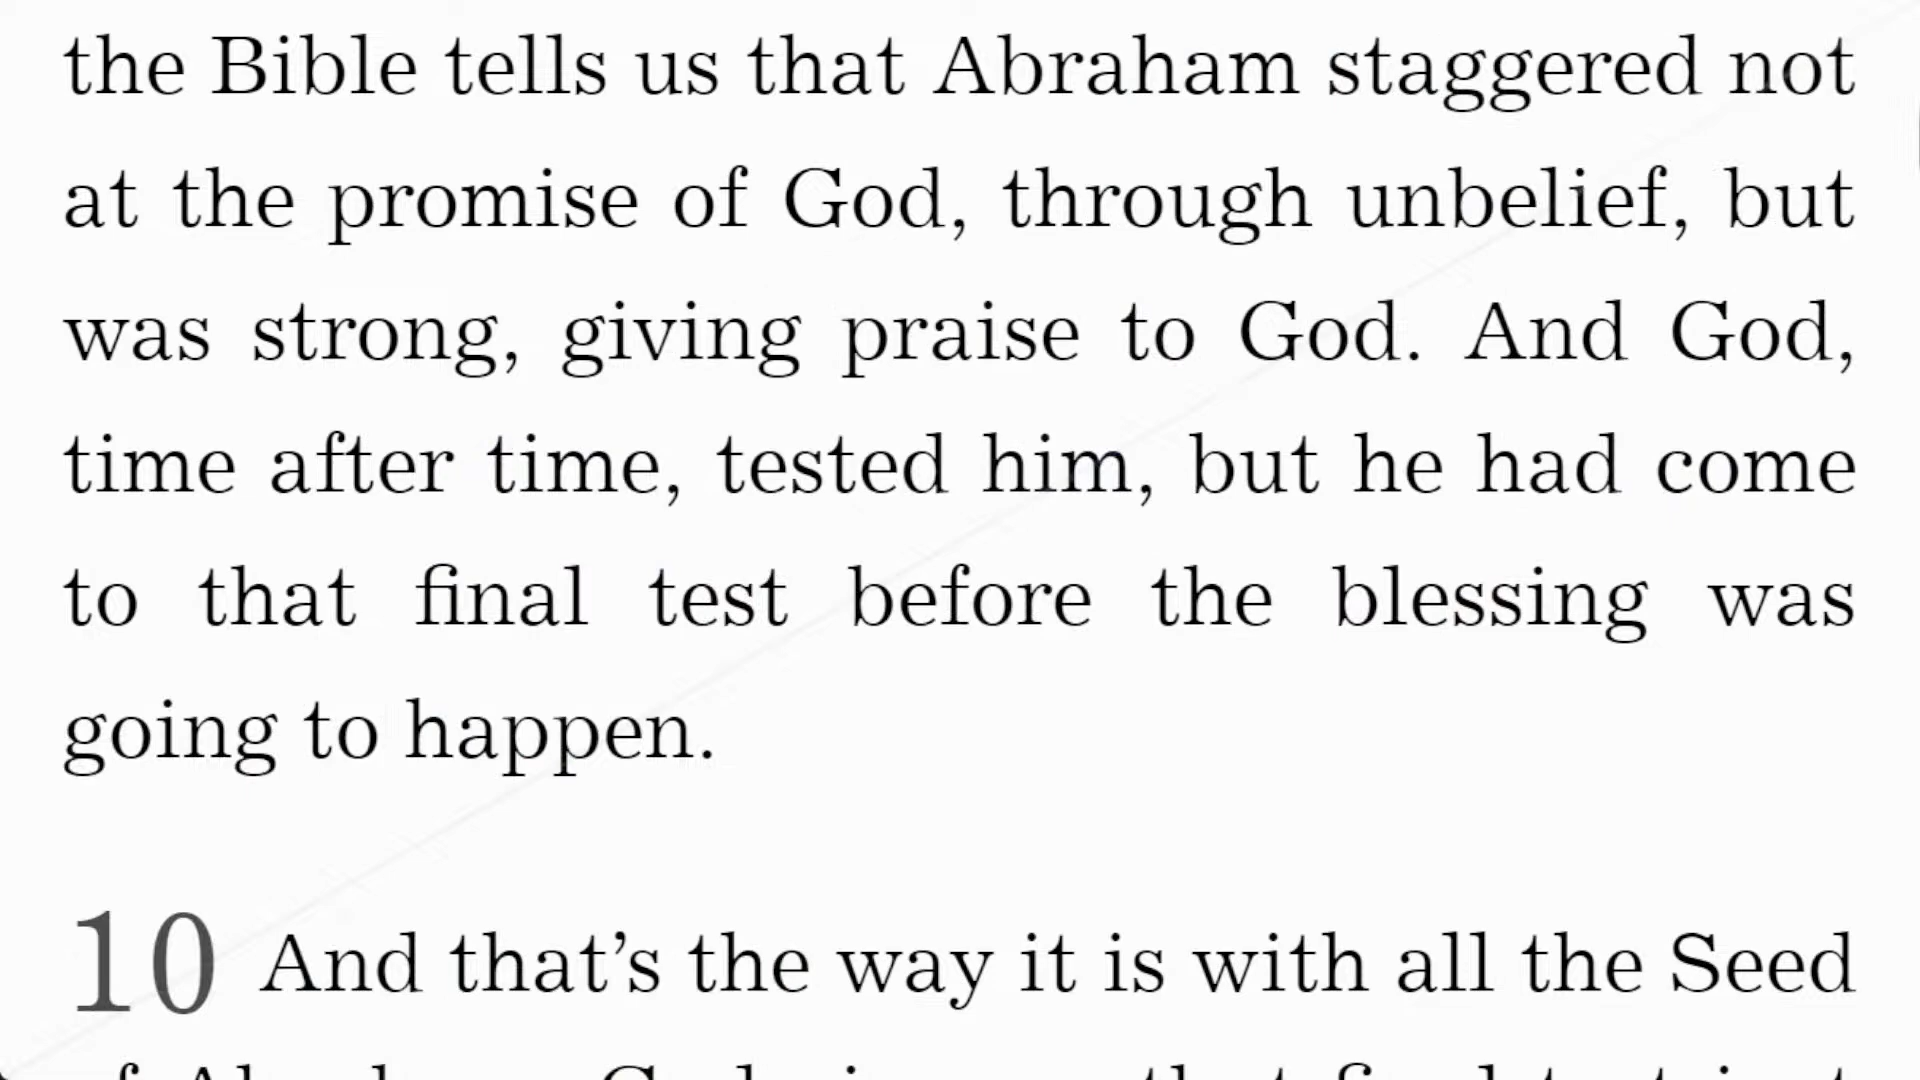 the Bible tells us that Abraham staggered not
at the promise of God, through unbelief, but
was strong, giving praise to God. And God,
time after time, tested him, but he had come
to that final test before the blessing was
going to happen.
10 And that’s the way it is with all the Seed